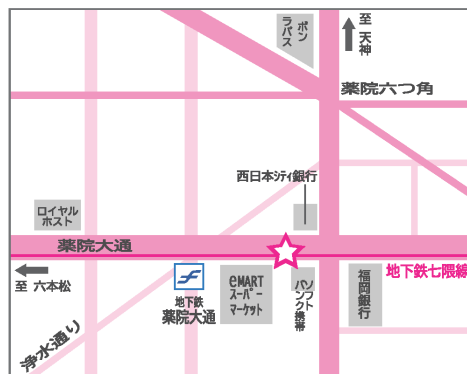 ボン
ラパス
至 天神
薬院六つ角
西日本ｼﾃｨ銀行
ロイヤル
ホスト
薬院大通
地下鉄七隈線
至 六本松
地下鉄
薬院大通
eMART
スーパー
マーケット
ソフト
バンク携帯
福岡銀行
浄水通り